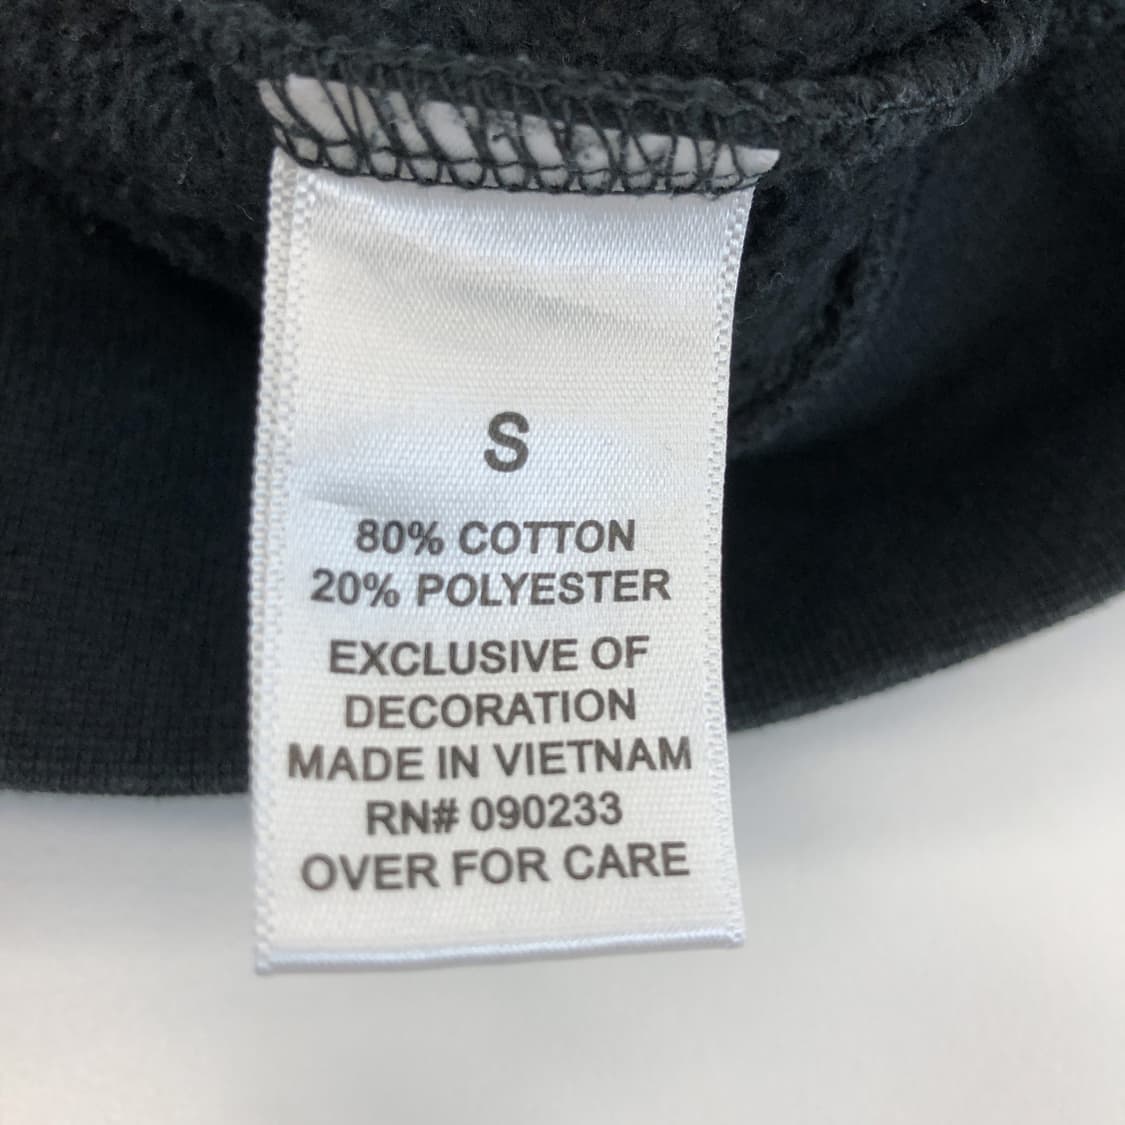 S
80% COTTON
20% POLYESTER
EXCLUSIVE OF
DECORATION
MADE IN VIETNAM
RN# 090233
OVER FOR CARE